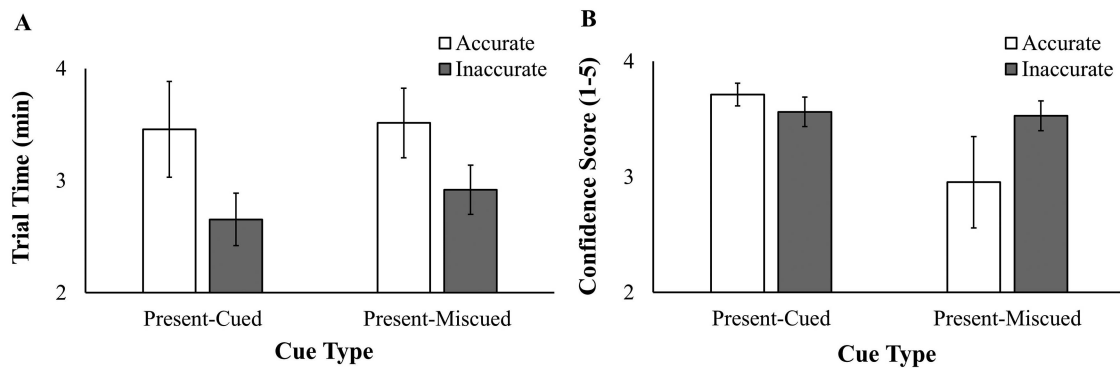 A
Accurate
Inaccurate
Trial Time (min)
4
3
2
Present-Cued
Present-Miscued
Cue Type
B
Accurate
Inaccurate
Confidence Score (1-5)
4
3
2
Present-Cued
Present-Miscued
Cue Type